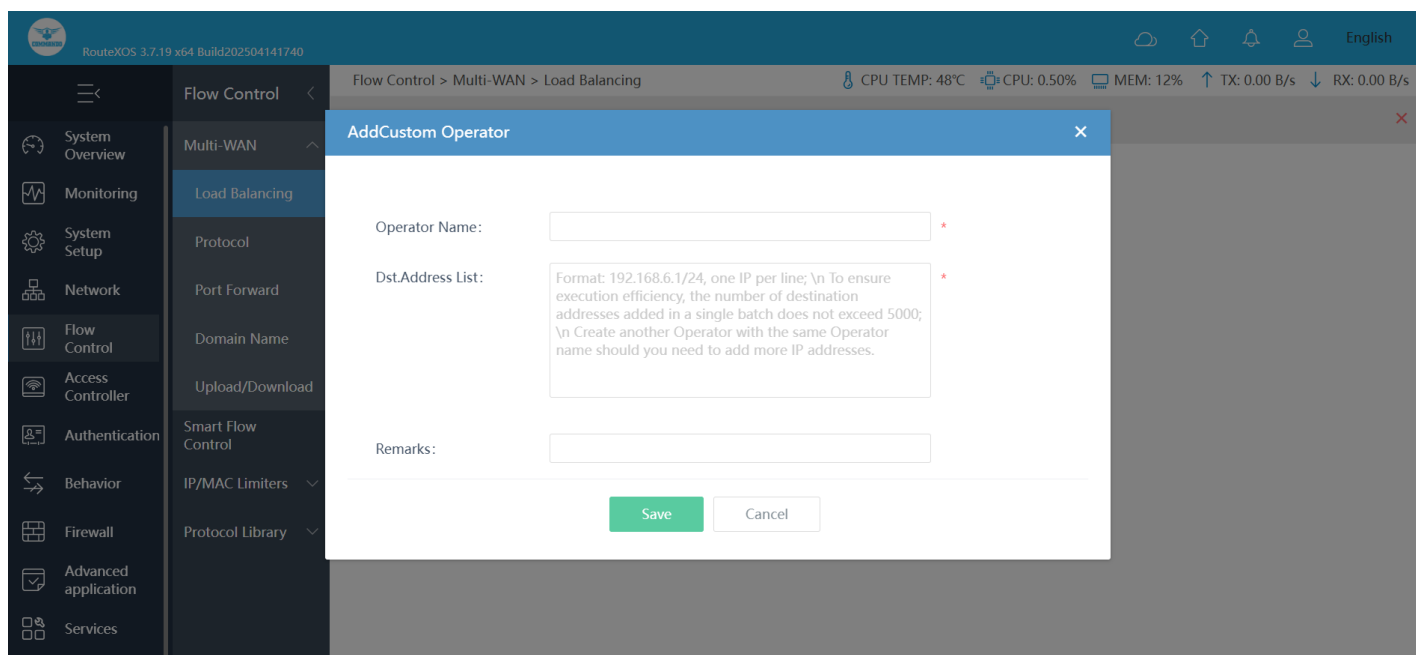 RouteXOS 3.7.19 x64 Build202504141740
English
Flow Control
Flow Control > Multi-WAN > Load Balancing
CPU TEMP: 48℃
CPU: 0.50%
MEM: 12%
TX: 0.00 B/s
RX: 0.00 B/s
System
Overview
Monitoring
System
Setup
Network
Flow
Control
Access
Controller
Authentication
Behavior
Firewall
Advanced
application
Services
Multi-WAN
Load Balancing
Protocol
Port Forward
Domain Name
Upload/Download
Smart Flow
Control
IP/MAC Limiters
Protocol Library
AddCustom Operator
Operator Name:
*
Dst.Address List:
Format: 192.168.6.1/24, one IP per line; \n To ensure
execution efficiency, the number of destination
addresses added in a single batch does not exceed 5000;
\n Create another Operator with the same Operator
name should you need to add more IP addresses.
*
Remarks:
Save
Cancel